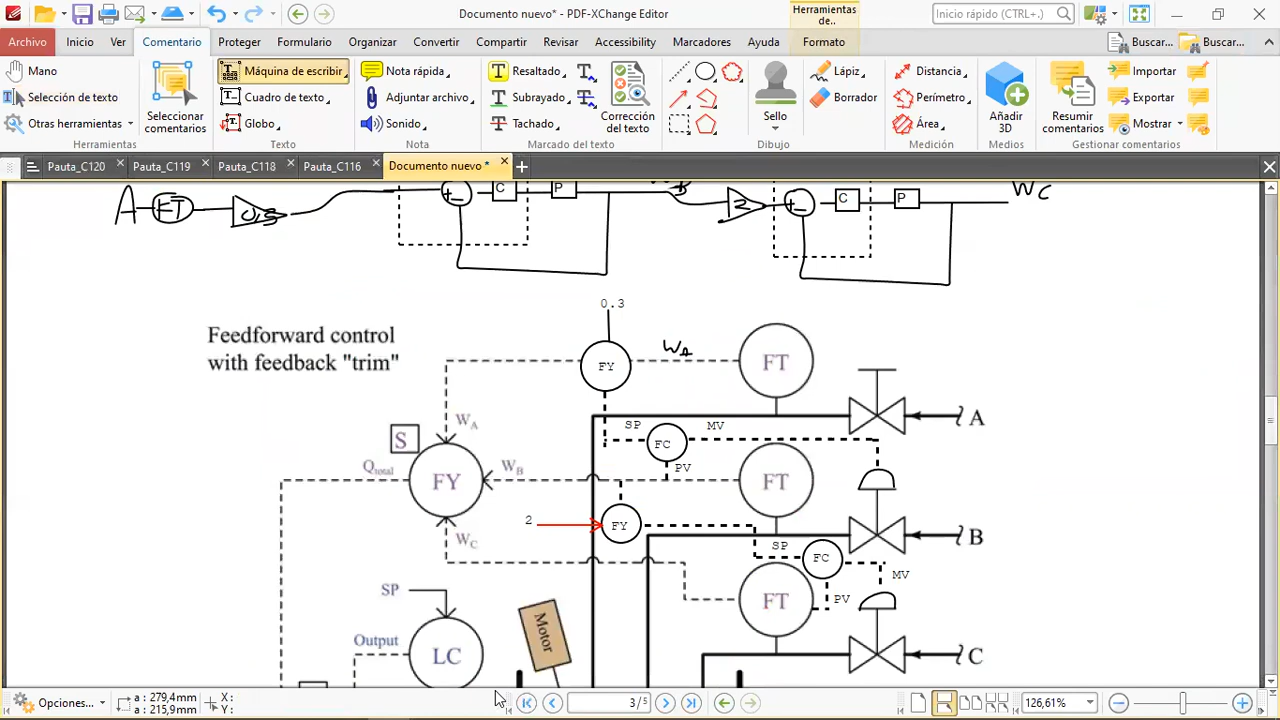 Documento nuevo* - PDF-XChange Editor
Herramientas de..
Inicio rápido (CTRL+.)
Archivo Inicio Ver Comentario Proteger Formulario Organizar Convertir Compartir Revisar Accessibility Marcadores Ayuda Formato Buscar... Buscar...
Mano
Selección de texto
Otras herramientas
Seleccionar comentarios
Máquina de escribir
Cuadro de texto
Globo
Nota rápida
Adjuntar archivo
Sonido
Resaltado
Subrayado
Tachado
Corrección del texto
Sello
Lápiz
Borrador
Distancia
Perímetro
Área
Añadir 3D
Resumir comentarios
Importar
Exportar
Mostrar
Herramientas Texto Nota Marcado de texto Dibujo Medición Medios Gestionar comentarios
Pauta_C120 Pauta_C119 Pauta_C118 Pauta_C116 Documento nuevo *
A ET 0,5 + - C P 2 + - C P WC
0.3
Feedforward control
with feedback "trim"
FY WA FT
A
WA
SP FC MV
PV
S
Qtotal FY WB FT
2 FY
B
SP FC MV
WC
PV
FT
SP
Output LC
Motor
C
Opciones...
a : 279,4mm
a : 215,9mm
X:
Y:
3/5
126,61%